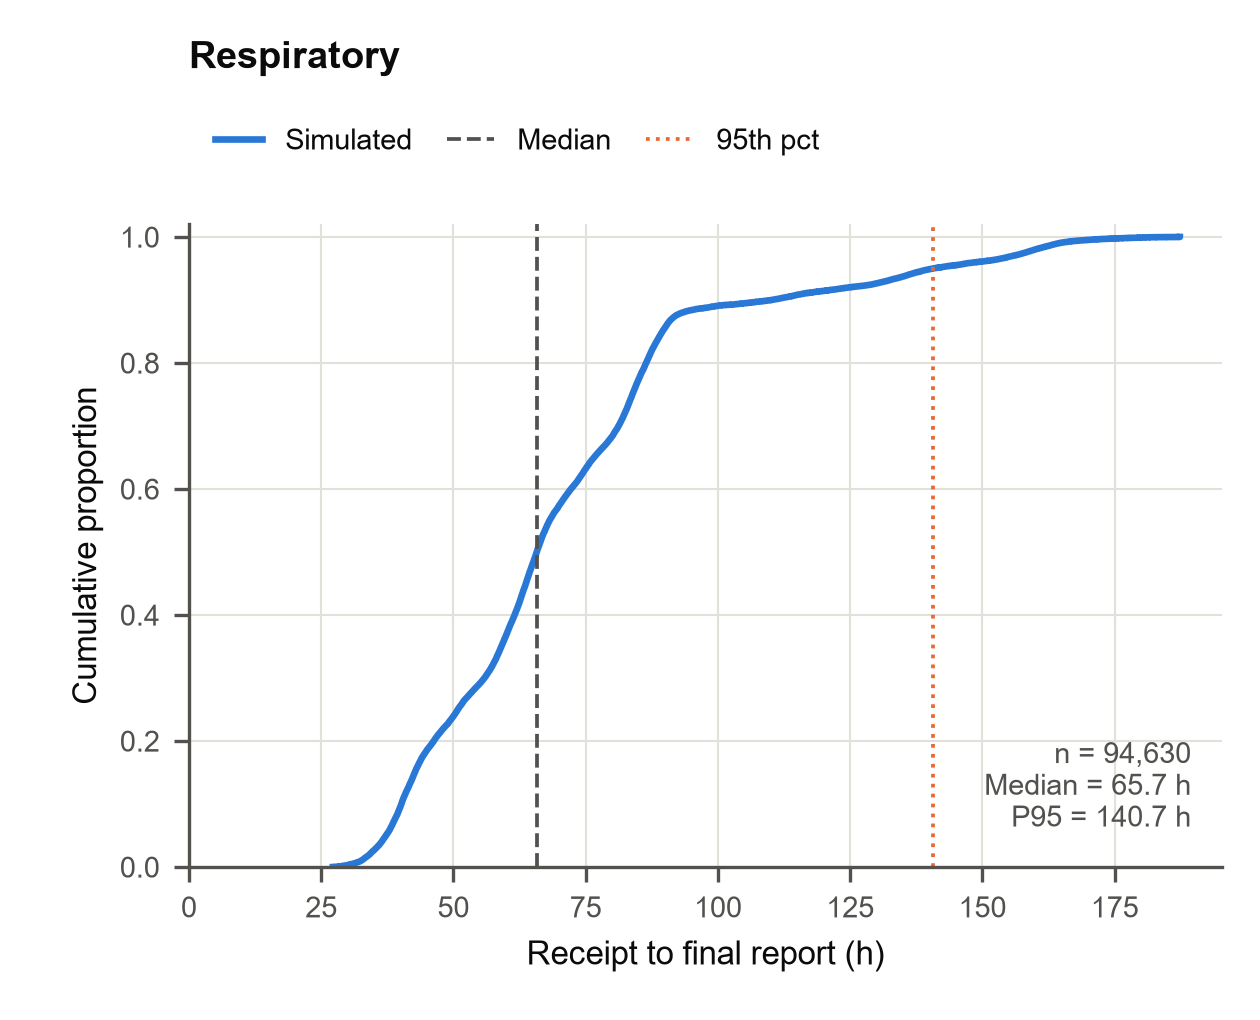 Respiratory
Simulated Median 95th pct
1.0
0.8
0.6
0.4
0.2
0.0
Cumulative proportion
n = 94,630
Median = 65.7 h
P95 = 140.7 h
0 25 50 75 100 125 150 175
Receipt to final report (h)